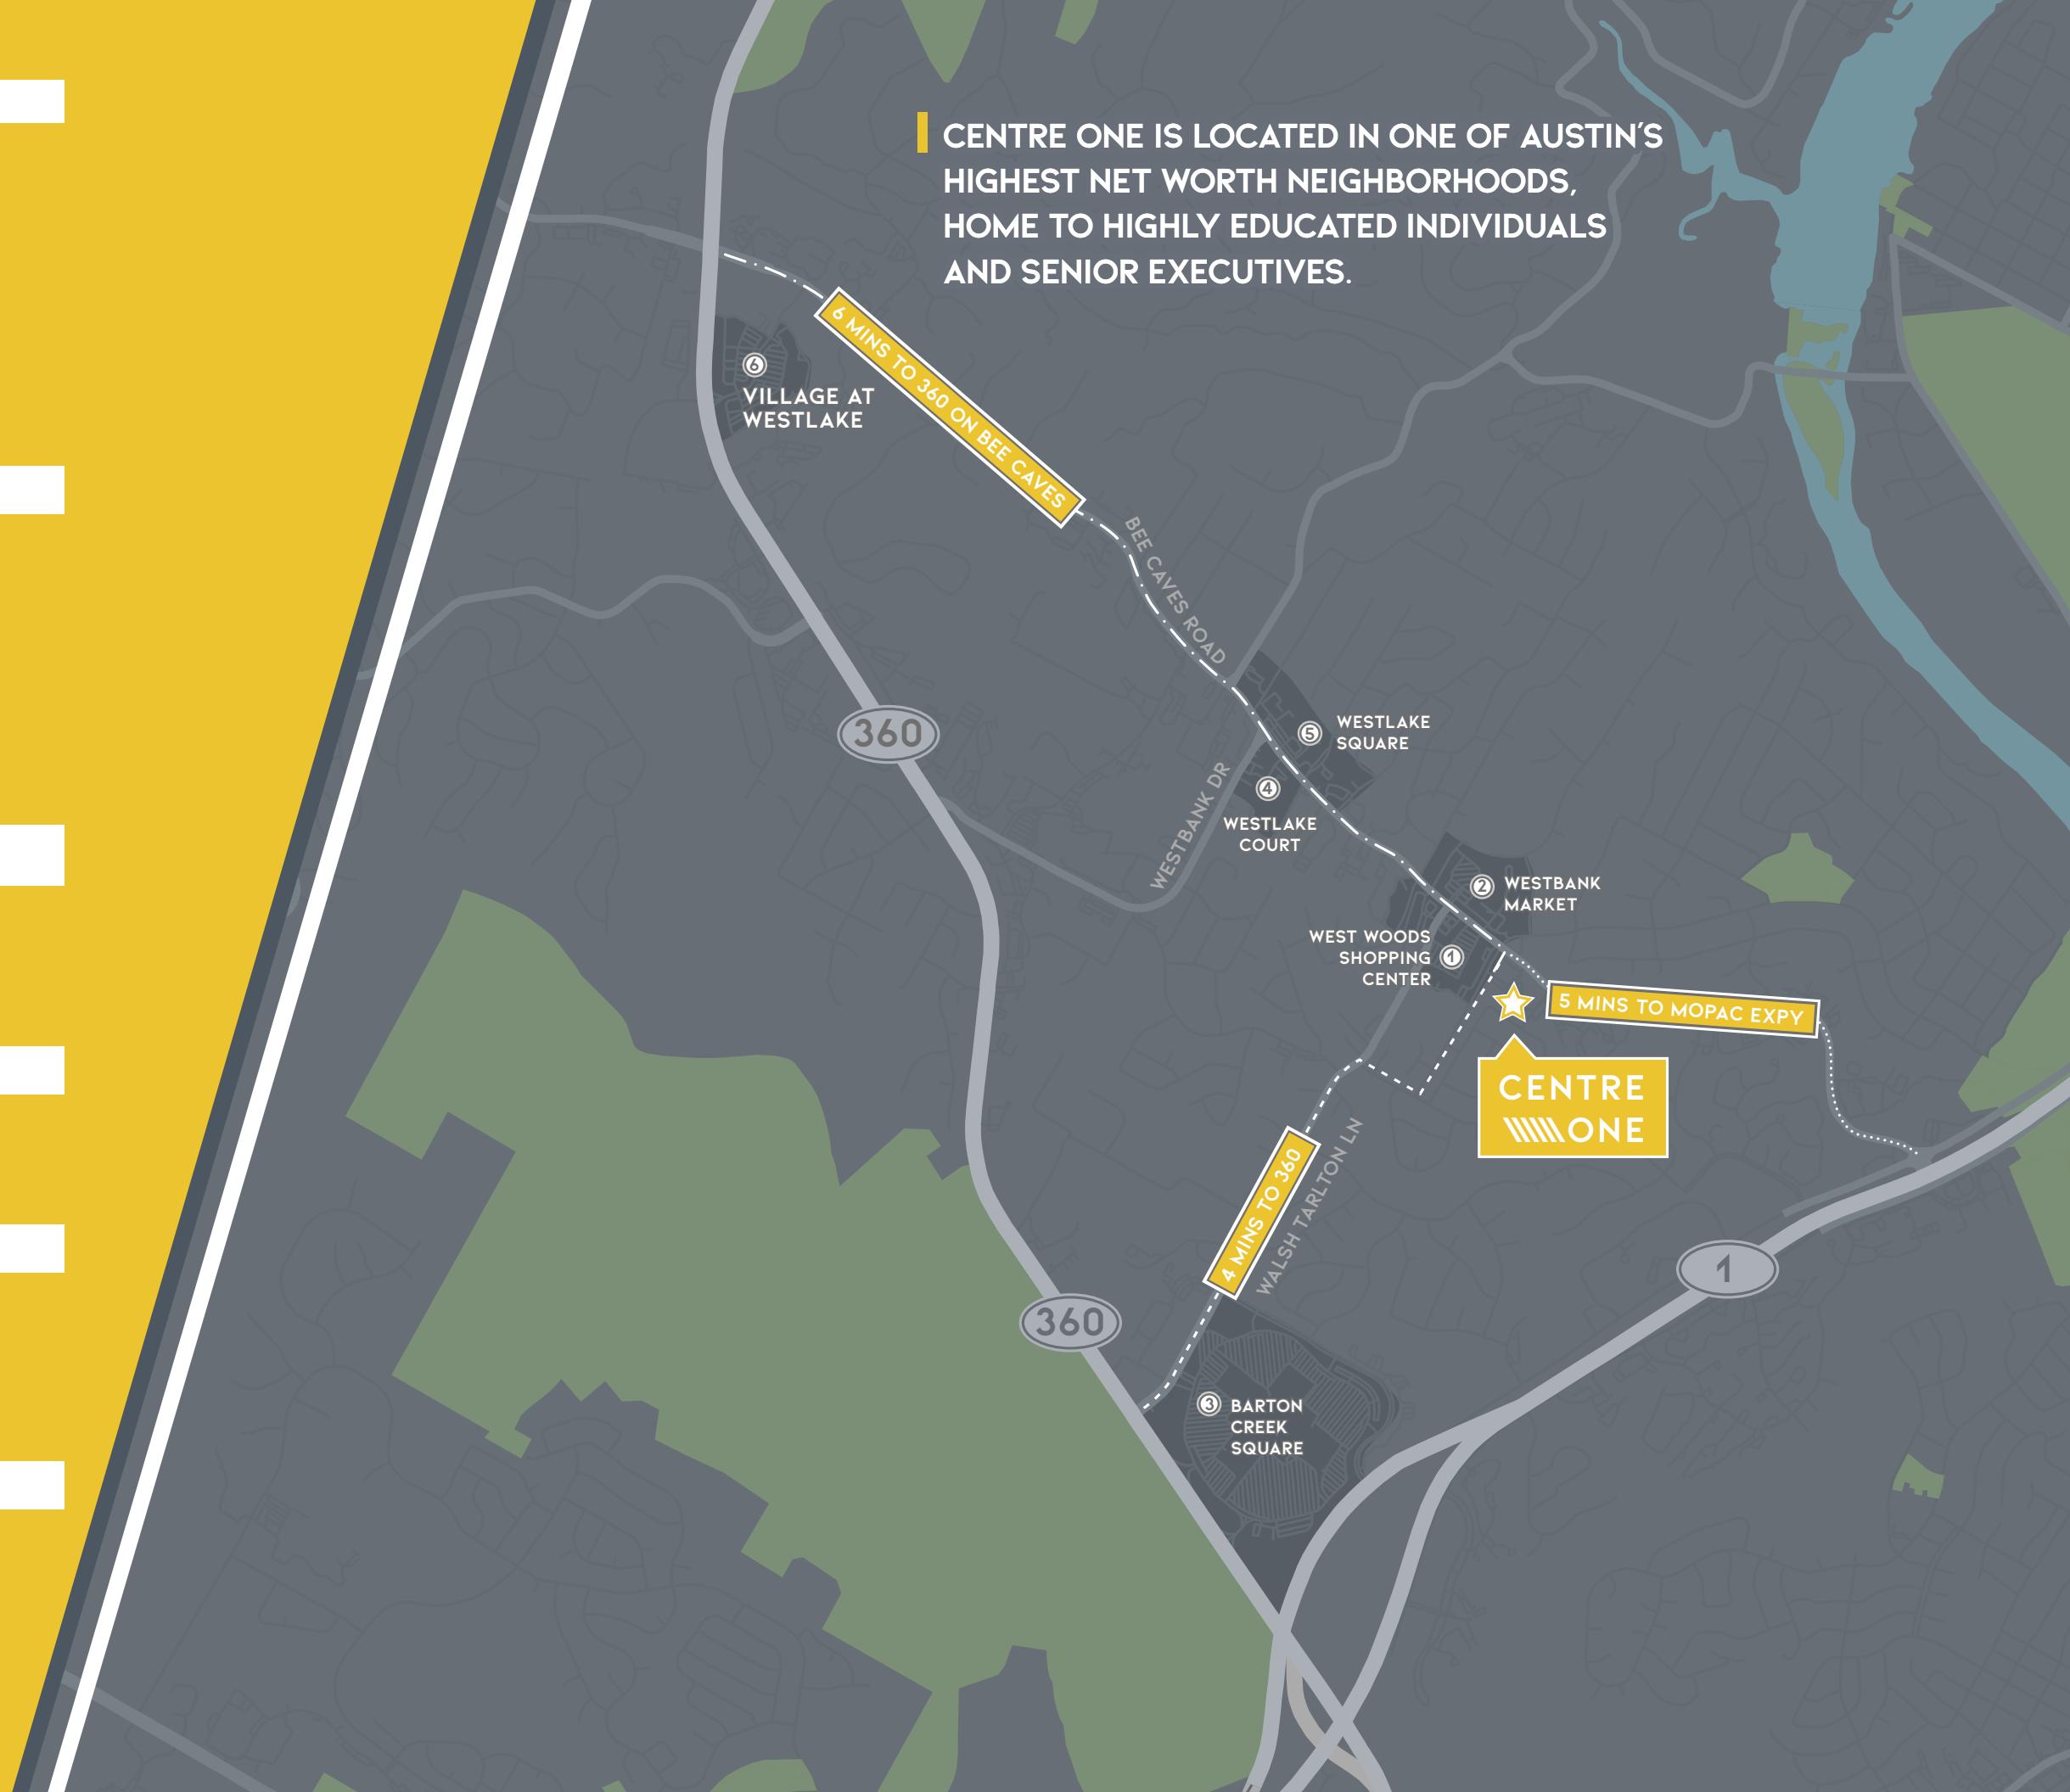 CENTRE ONE IS LOCATED IN ONE OF AUSTIN'S
HIGHEST NET WORTH NEIGHBORHOODS,
HOME TO HIGHLY EDUCATED INDIVIDUALS
AND SENIOR EXECUTIVES.
6 MINS TO 360 ON BEE CAVES
6
VILLAGE AT
WESTLAKE
BEE CAVES ROAD
360
5
WESTLAKE
SQUARE
4
WESTLAKE
COURT
WESTBANK DR
2
WESTBANK
MARKET
WEST WOODS
SHOPPING
CENTER
1
5 MINS TO MOPAC EXPY
CENTRE
ONE
4 MINS TO 360
WALSH TARLTON LN
1
360
3
BARTON
CREEK
SQUARE